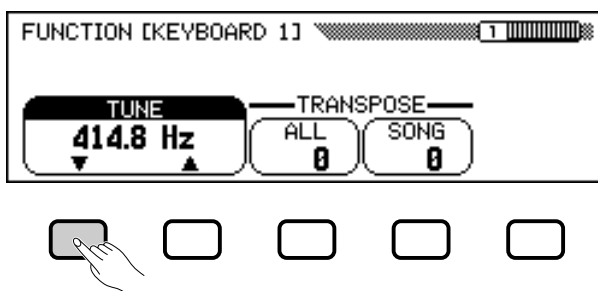 FUNCTION [KEYBOARD 1] 1
TUNE TRANSPOSE
414.8 Hz ALL SONG
▼ ▲ 0 0